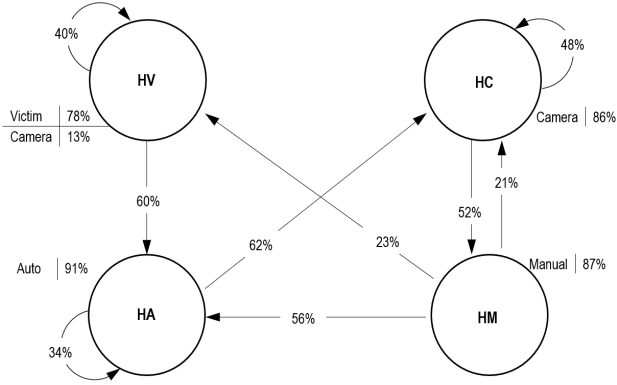 40%
HV
HC
48%
Victim 78%
Camera 13%
Camera 86%
60%
52%
21%
62%
23%
Auto 91%
Manual 87%
HA
56%
HM
34%